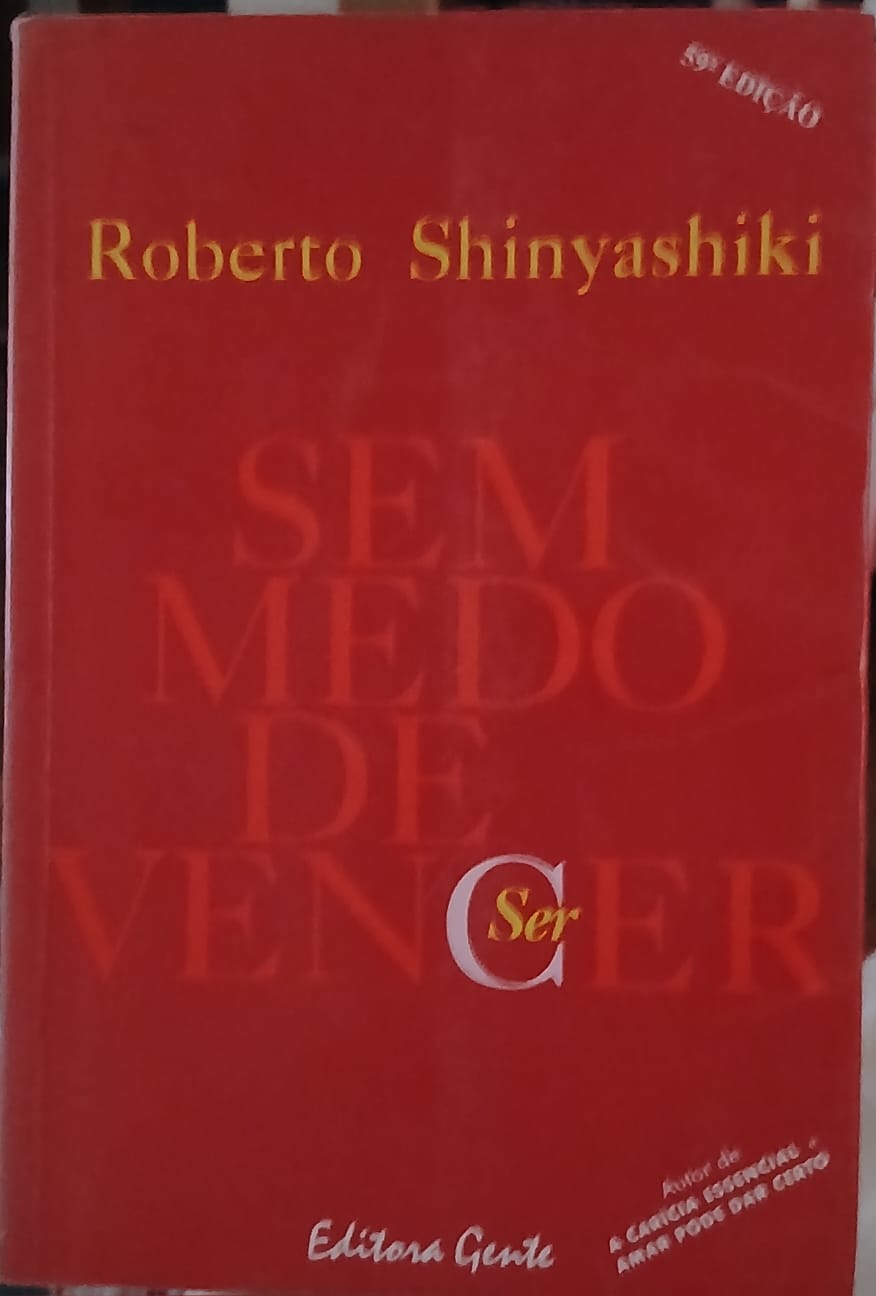 59ª EDIÇÃO
Roberto Shinyashiki
SEM
MEDO
DE
VENCER
Ser
Autor de
A CARÍCIA ESSENCIAL e
AMAR PODE DAR CERTO
Editora Gente